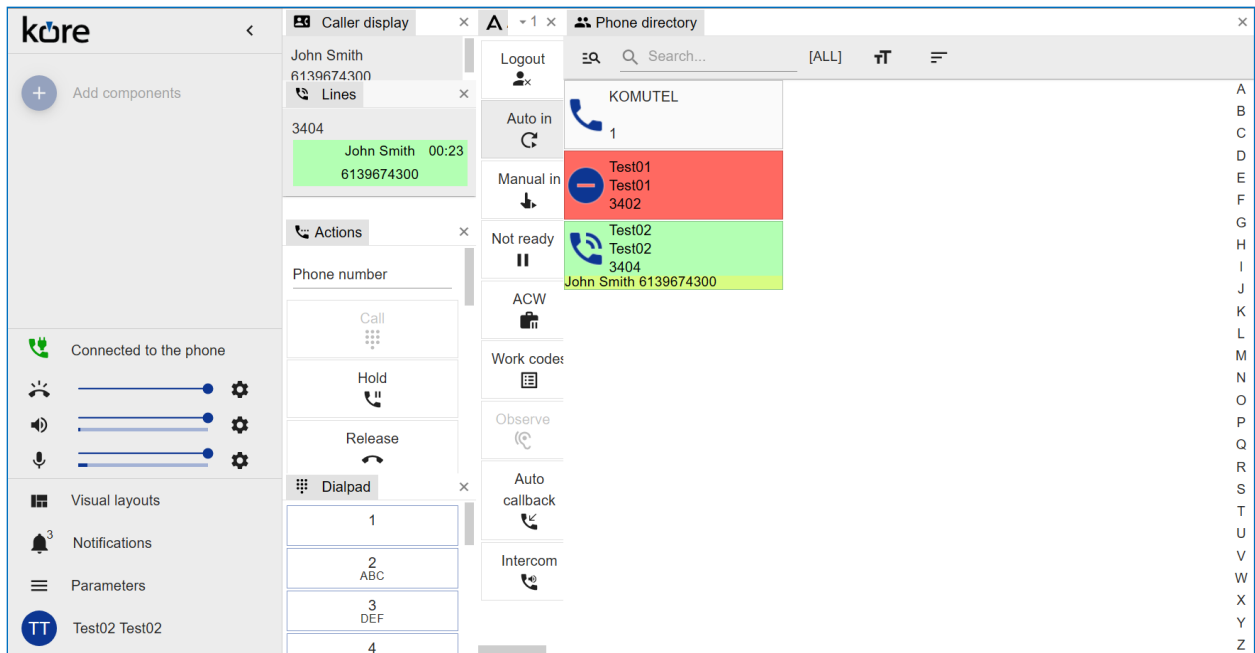 kore
Add components
Connected to the phone
Visual layouts
3
Notifications
Parameters
TT
Test02 Test02
Caller display
John Smith
6139674300
Lines
3404
John Smith 00:23
6139674300
Actions
Phone number
Call
Hold
Release
Dialpad
1
2
ABC
3
DEF
4
A
1
Logout
Auto in
Manual in
Not ready
ACW
Work codes
Observe
Auto
callback
Intercom
Phone directory
Search...
[ALL]
KOMUTEL
1
Test01
Test01
3402
Test02
Test02
3404
John Smith 6139674300
A
B
C
D
E
F
G
H
I
J
K
L
M
N
O
P
Q
R
S
T
U
V
W
X
Y
Z